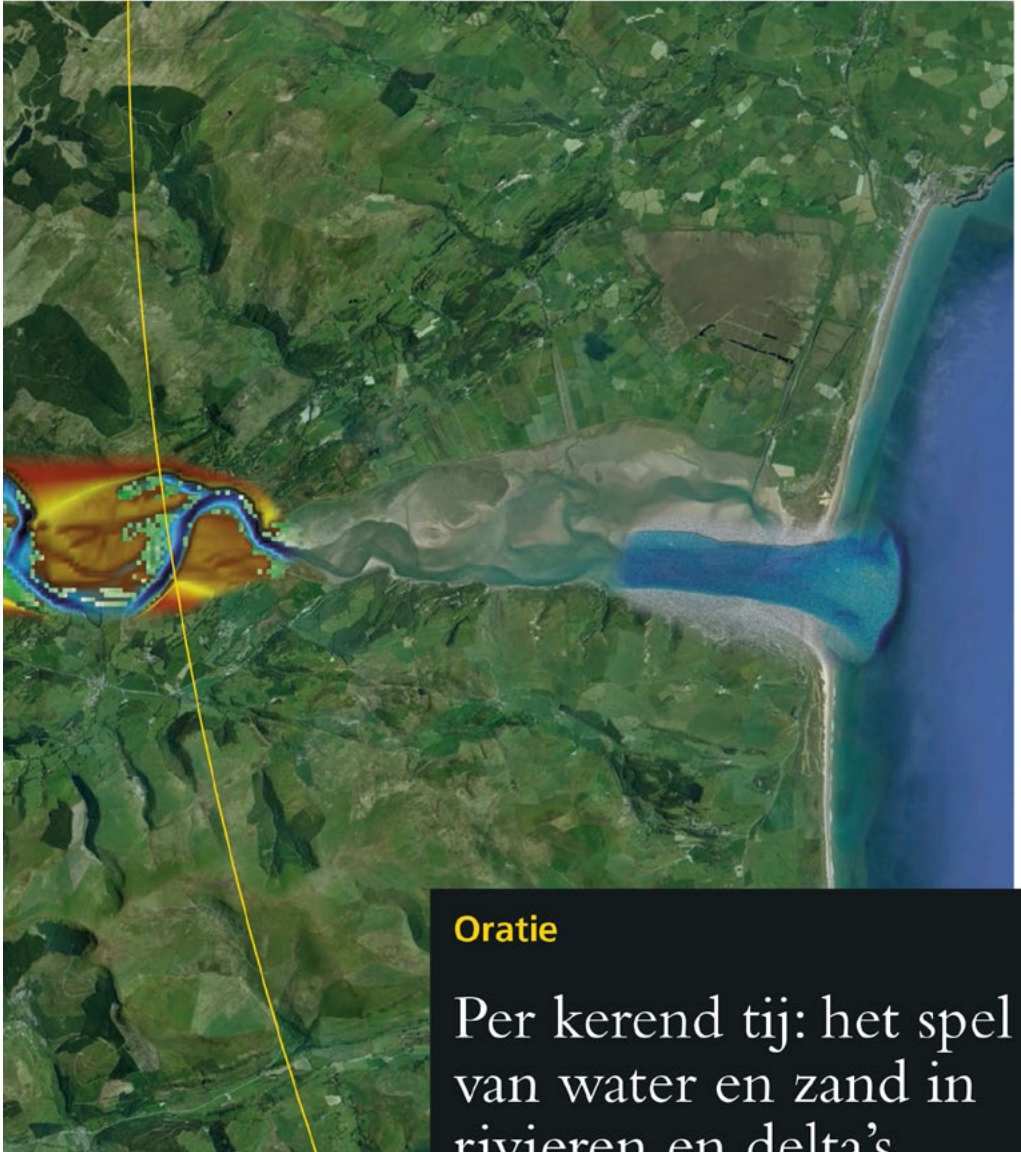 Oratie
Per kerend tij: het spel
van water en zand in
rivieren en delta's